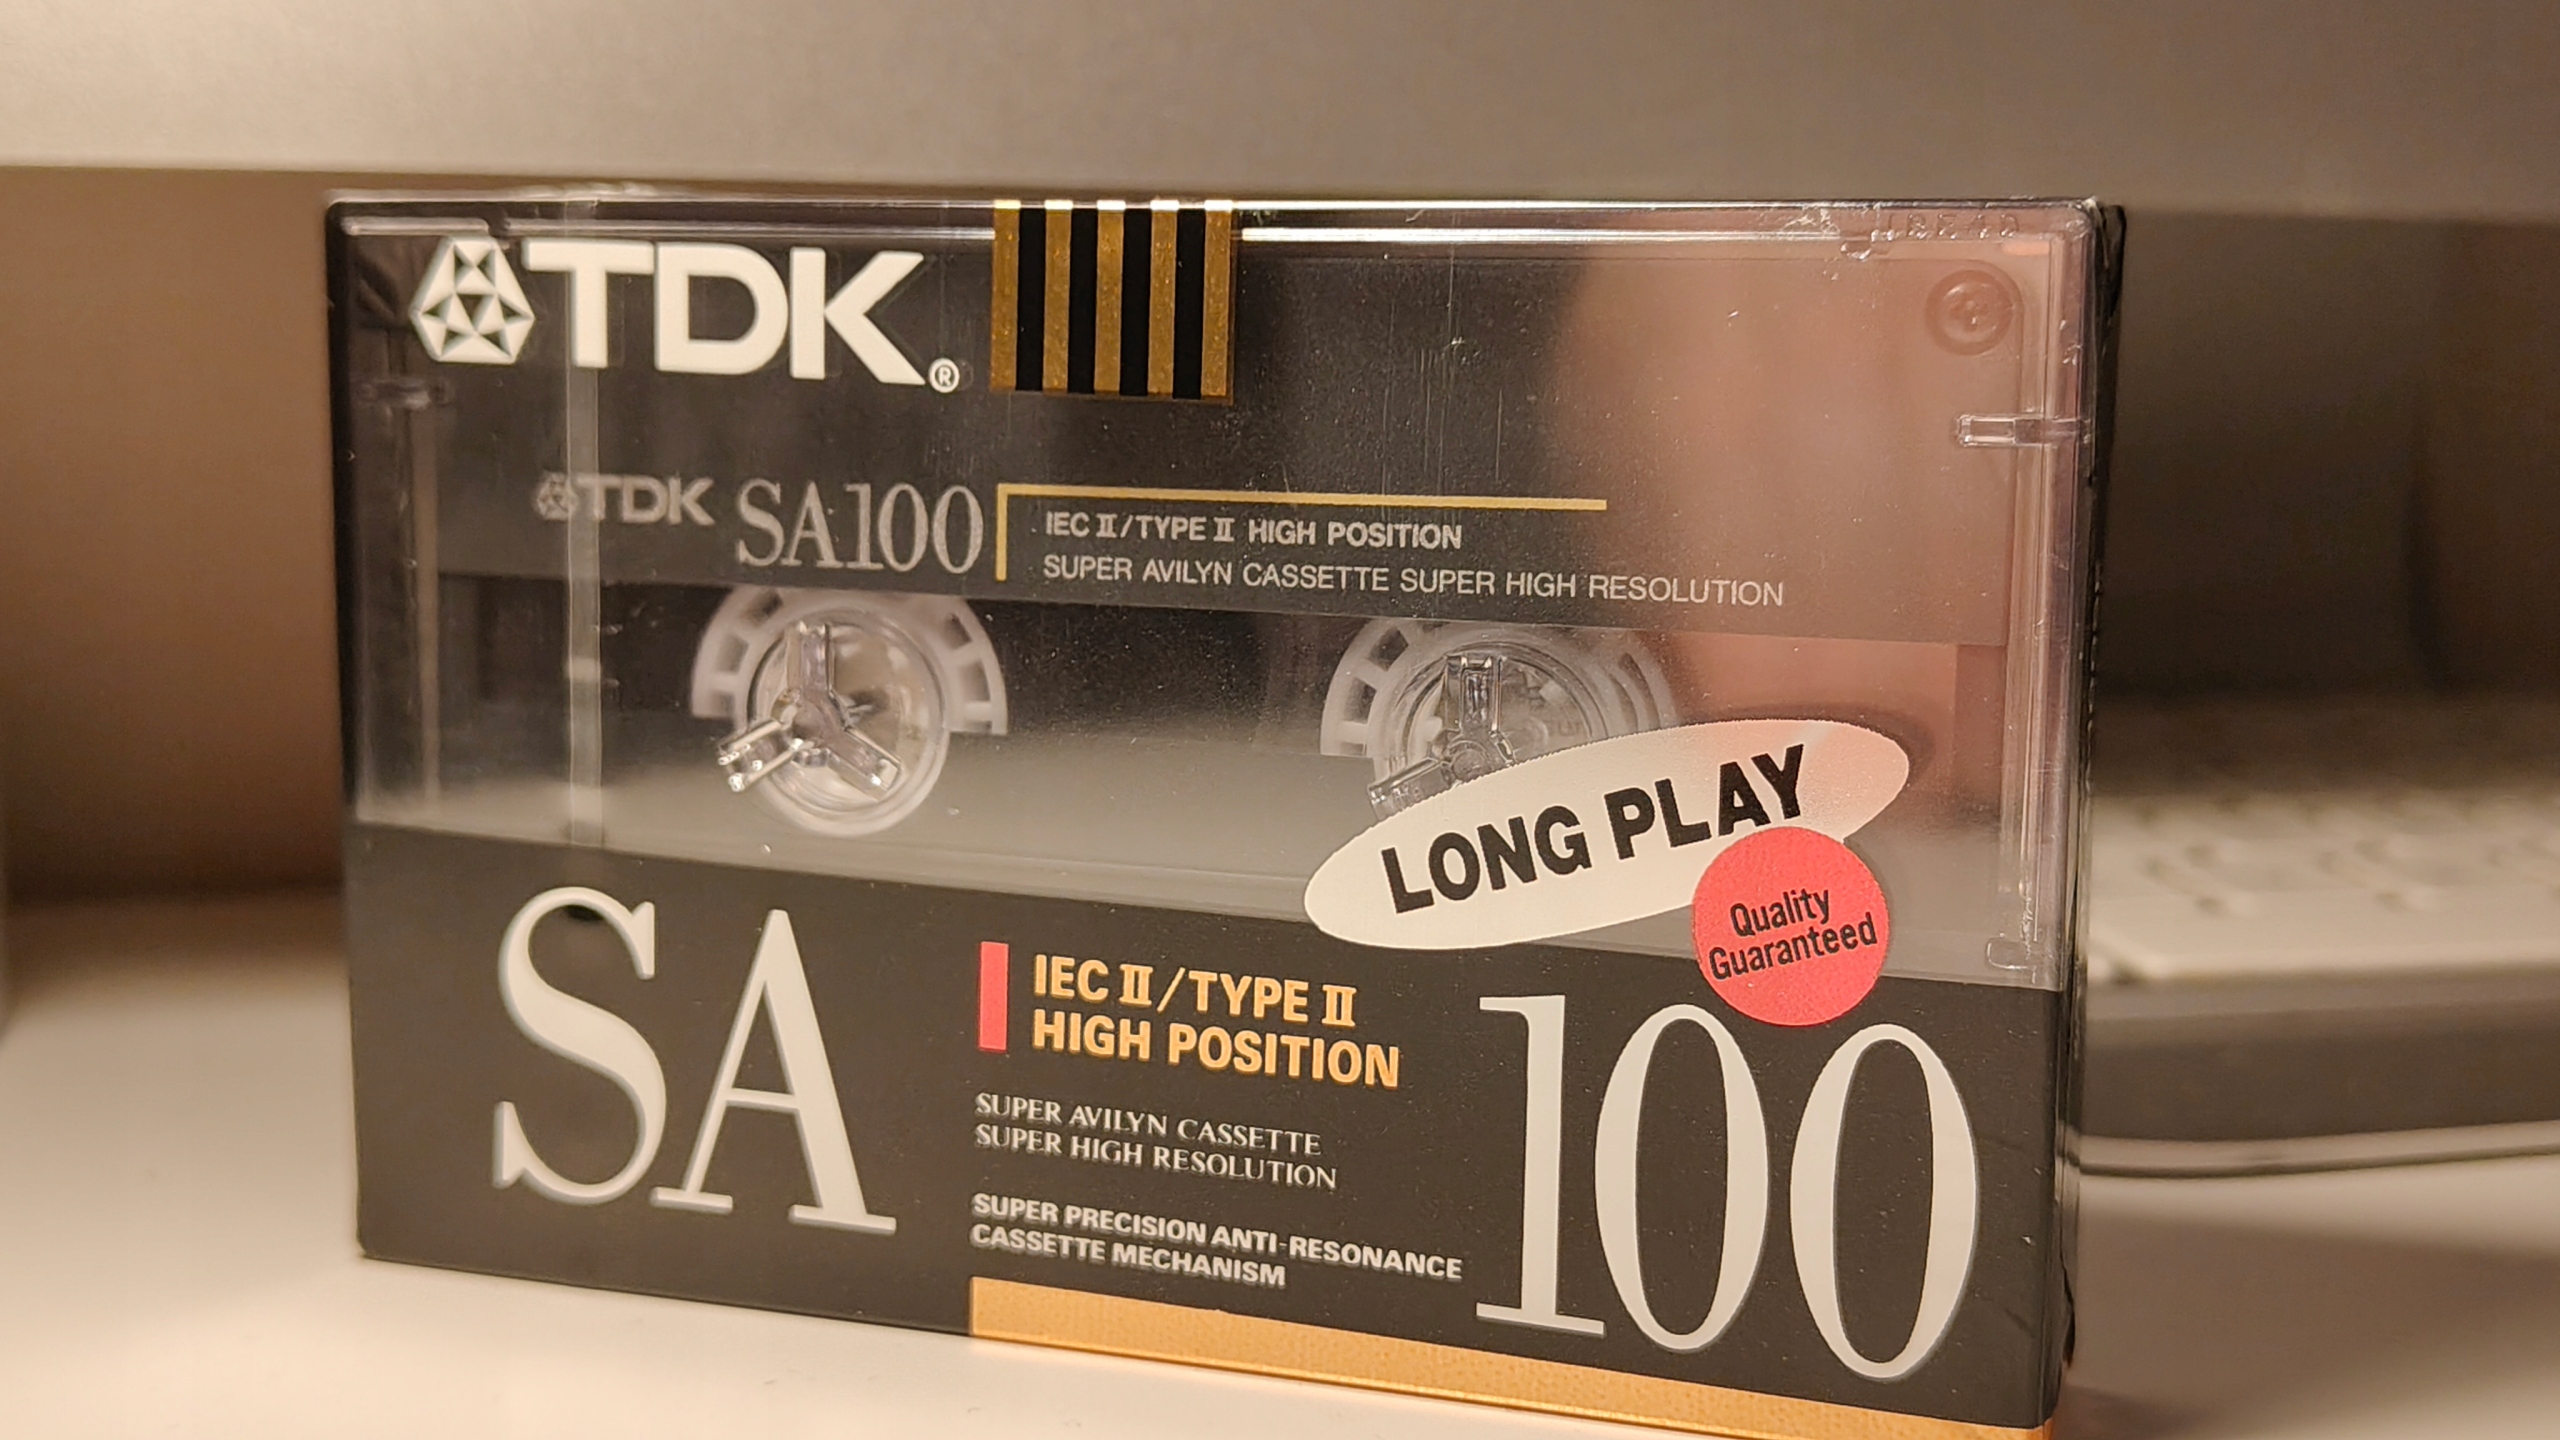 TDK®
TDK SA100
IEC II/TYPE II HIGH POSITION
SUPER AVILYN CASSETTE SUPER HIGH RESOLUTION
LONG PLAY
Quality
Guaranteed
SA
IEC II/TYPE II
HIGH POSITION
SUPER AVILYN CASSETTE
SUPER HIGH RESOLUTION
SUPER PRECISION ANTI-RESONANCE
CASSETTE MECHANISM
100